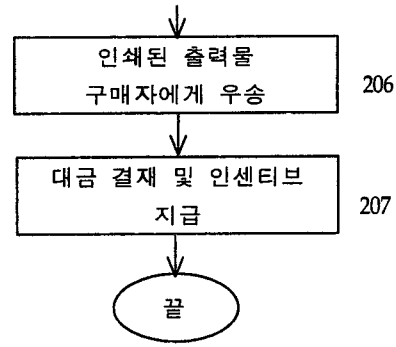 인쇄된 출력물
구매자에게 우송
206
대금 결재 및 인센티브
지급
207
끝